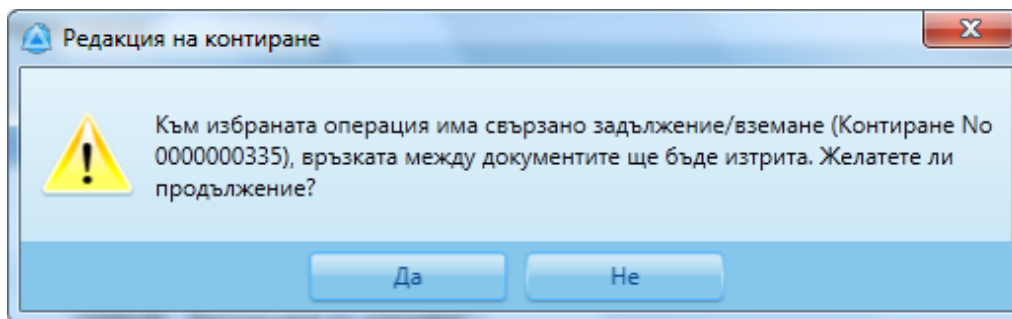 Редакция на контиране
Към избраната операция има свързано задължение/вземане (Контиране No
0000000335), връзката между документите ще бъде изтрита. Желатете ли
продължение?
Да
Не